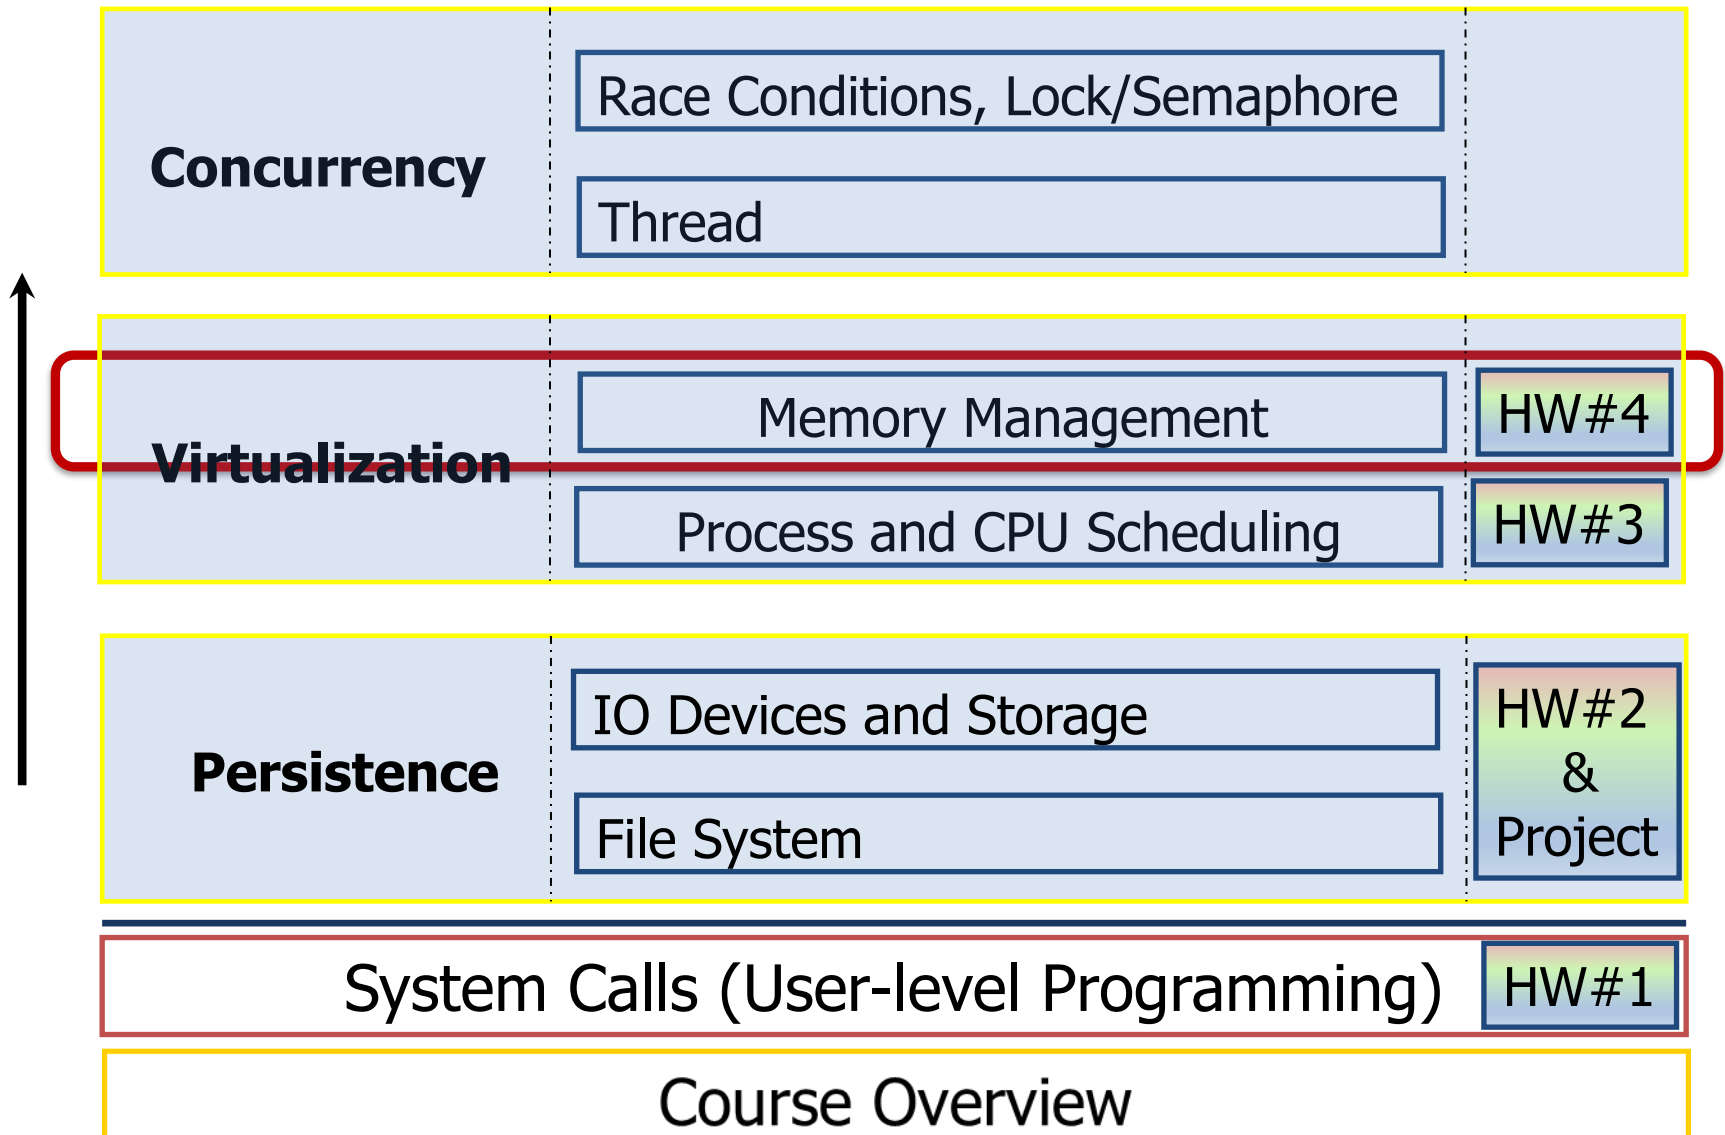 Race Conditions, Lock/Semaphore
Concurrency
Thread
Memory Management
HW#4
Virtualization
Process and CPU Scheduling
HW#3
IO Devices and Storage
HW#2
&
Project
Persistence
File System
System Calls (User-level Programming)
HW#1
Course Overview